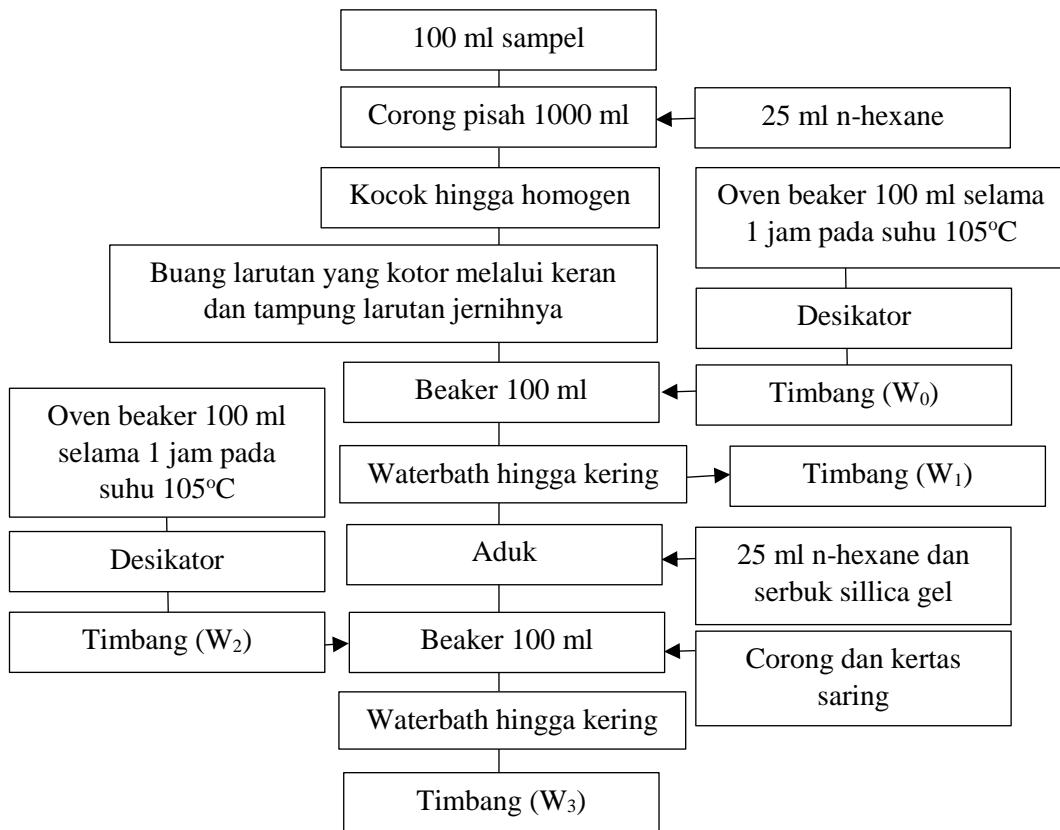 100 ml sampel
Corong pisah 1000 ml
25 ml n-hexane
Kocok hingga homogen
Oven beaker 100 ml selama
1 jam pada suhu 105°C
Buang larutan yang kotor melalui keran
dan tampung larutan jernihnya
Desikator
Beaker 100 ml
Timbang (W₀)
Oven beaker 100 ml
selama 1 jam pada
suhu 105°C
Waterbath hingga kering
Timbang (W₁)
Desikator
Aduk
25 ml n-hexane dan
serbuk sillica gel
Timbang (W₂)
Beaker 100 ml
Corong dan kertas
saring
Waterbath hingga kering
Timbang (W₃)